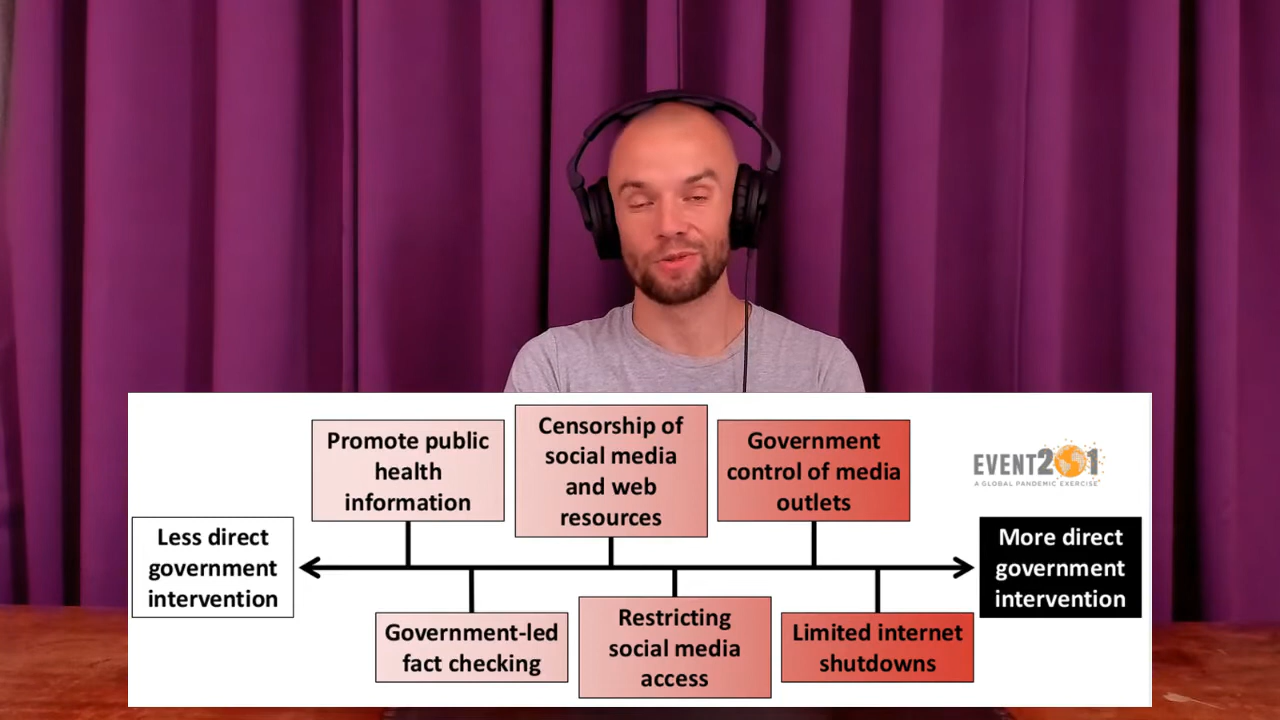 Promote public
health
information
Censorship of
social media
and web
resources
Government
control of media
outlets
EVENT201
A GLOBAL PANDEMIC EXERCISE
Less direct
government
intervention
More direct
government
intervention
Government-led
fact checking
Restricting
social media
access
Limited internet
shutdowns